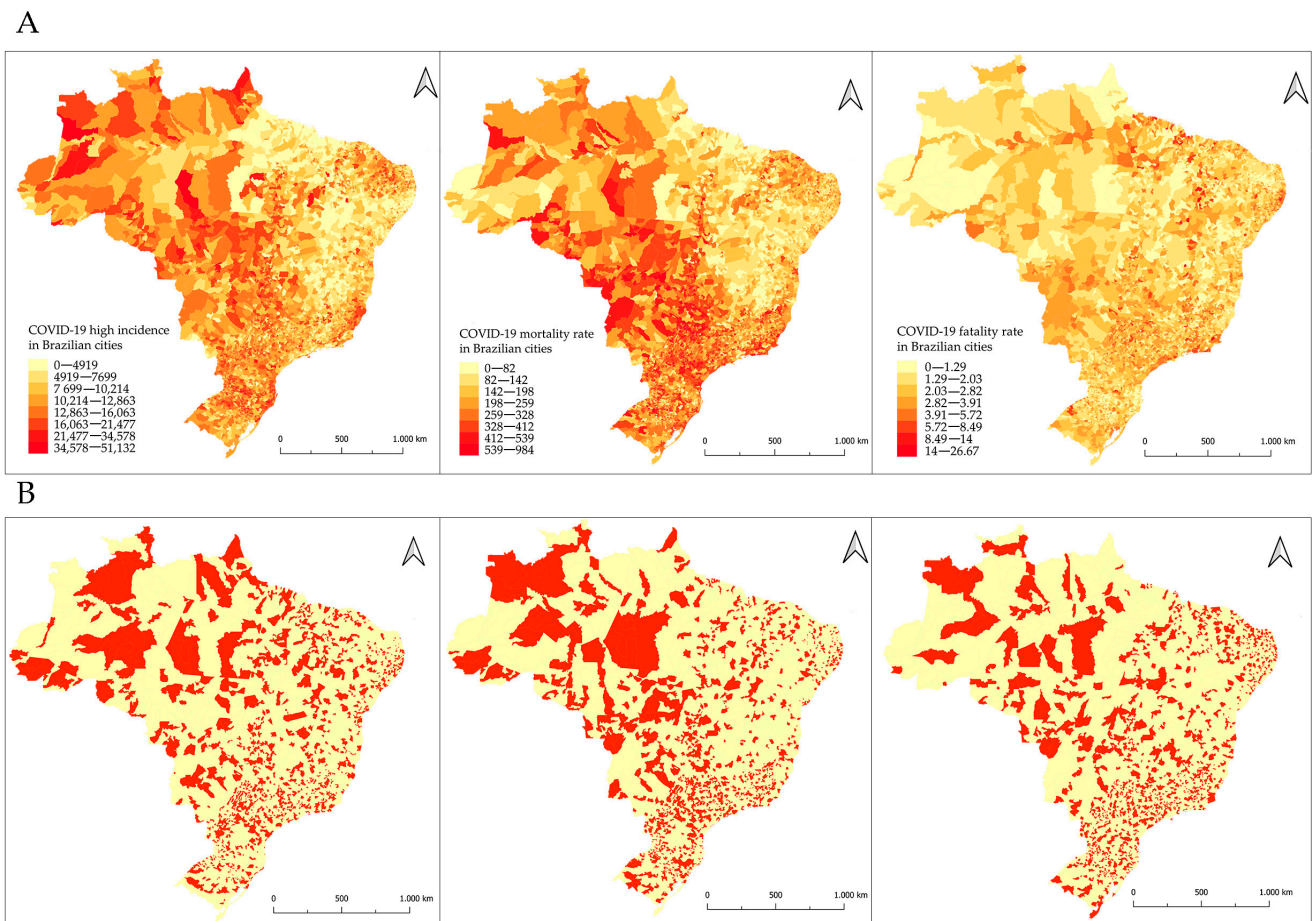 A
COVID-19 high incidence
in Brazilian cities
0—4919
4919—7699
7 699—10,214
10,214—12,863
12,863—16,063
16,063—21,477
21,477—34,578
34,578—51,132
0 500 1.000 km
COVID-19 mortality rate
in Brazilian cities
0—82
82—142
142—198
198—259
259—328
328—412
412—539
539—984
0 500 1.000 km
COVID-19 fatality rate
in Brazilian cities
0—1.29
1.29—2.03
2.03—2.82
2.82—3.91
3.91—5.72
5.72—8.49
8.49—14
14—26.67
0 500 1.000 km
B
0 500 1.000 km
0 500 1.000 km
0 500 1.000 km